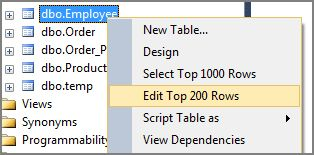 dbo.Employee
dbo.Order
dbo.Order_P
dbo.Product
dbo.temp
Views
Synonyms
Programmability
New Table...
Design
Select Top 1000 Rows
Edit Top 200 Rows
Script Table as
View Dependencies